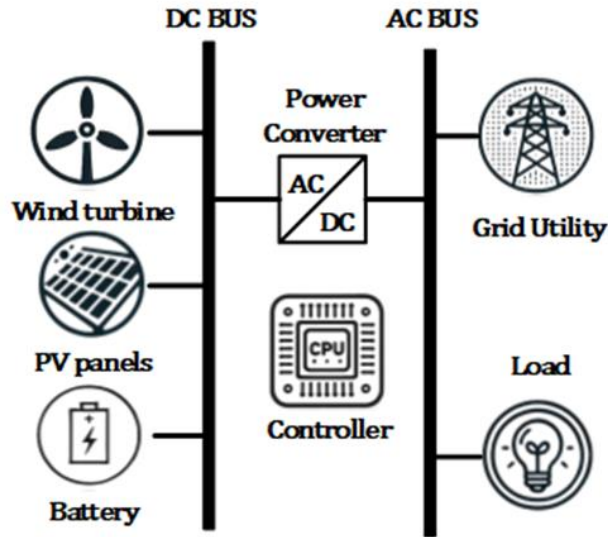 DC BUS
AC BUS
Power
Converter
AC
DC
Wind turbine
Grid Utility
PV panels
CPU
Load
Controller
Battery